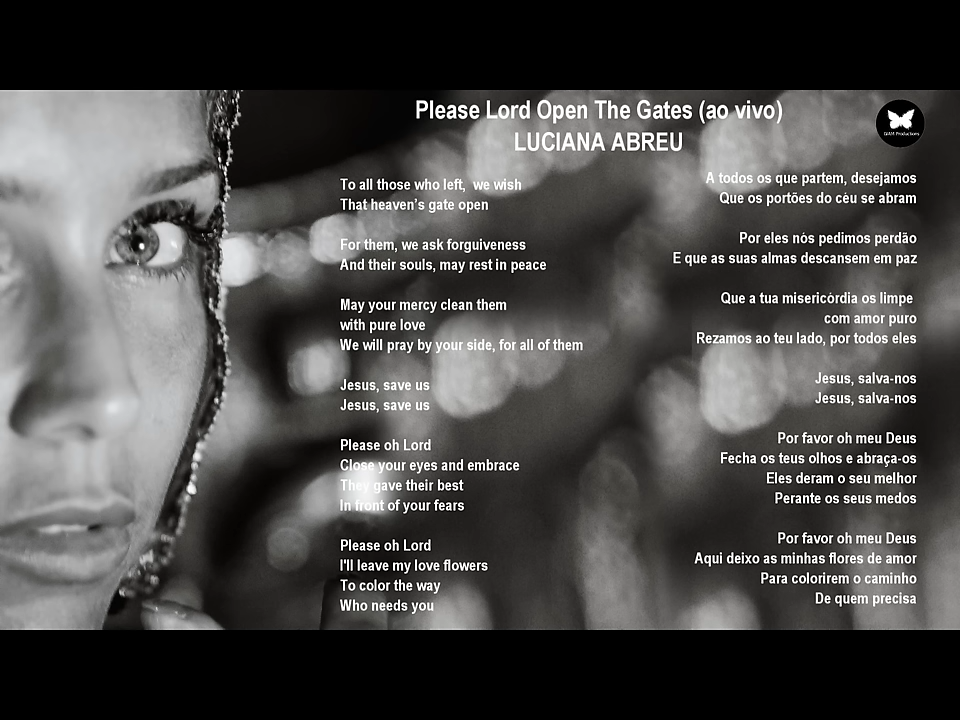 Please Lord Open The Gates (ao vivo)
LUCIANA ABREU
GIAM Productions
To all those who left, we wish
That heaven's gate open
For them, we ask forguiveness
And their souls, may rest in peace
May your mercy clean them
with pure love
We will pray by your side, for all of them
Jesus, save us
Jesus, save us
Please oh Lord
Close your eyes and embrace
They gave their best
In front of your fears
Please oh Lord
I'll leave my love flowers
To color the way
Who needs you
A todos os que partem, desejamos
Que os portões do céu se abram
Por eles nós pedimos perdão
E que as suas almas descansem em paz
Que a tua misericórdia os limpe
com amor puro
Rezamos ao teu lado, por todos eles
Jesus, salva-nos
Jesus, salva-nos
Por favor oh meu Deus
Fecha os teus olhos e abraça-os
Eles deram o seu melhor
Perante os seus medos
Por favor oh meu Deus
Aqui deixo as minhas flores de amor
Para colorirem o caminho
De quem precisa